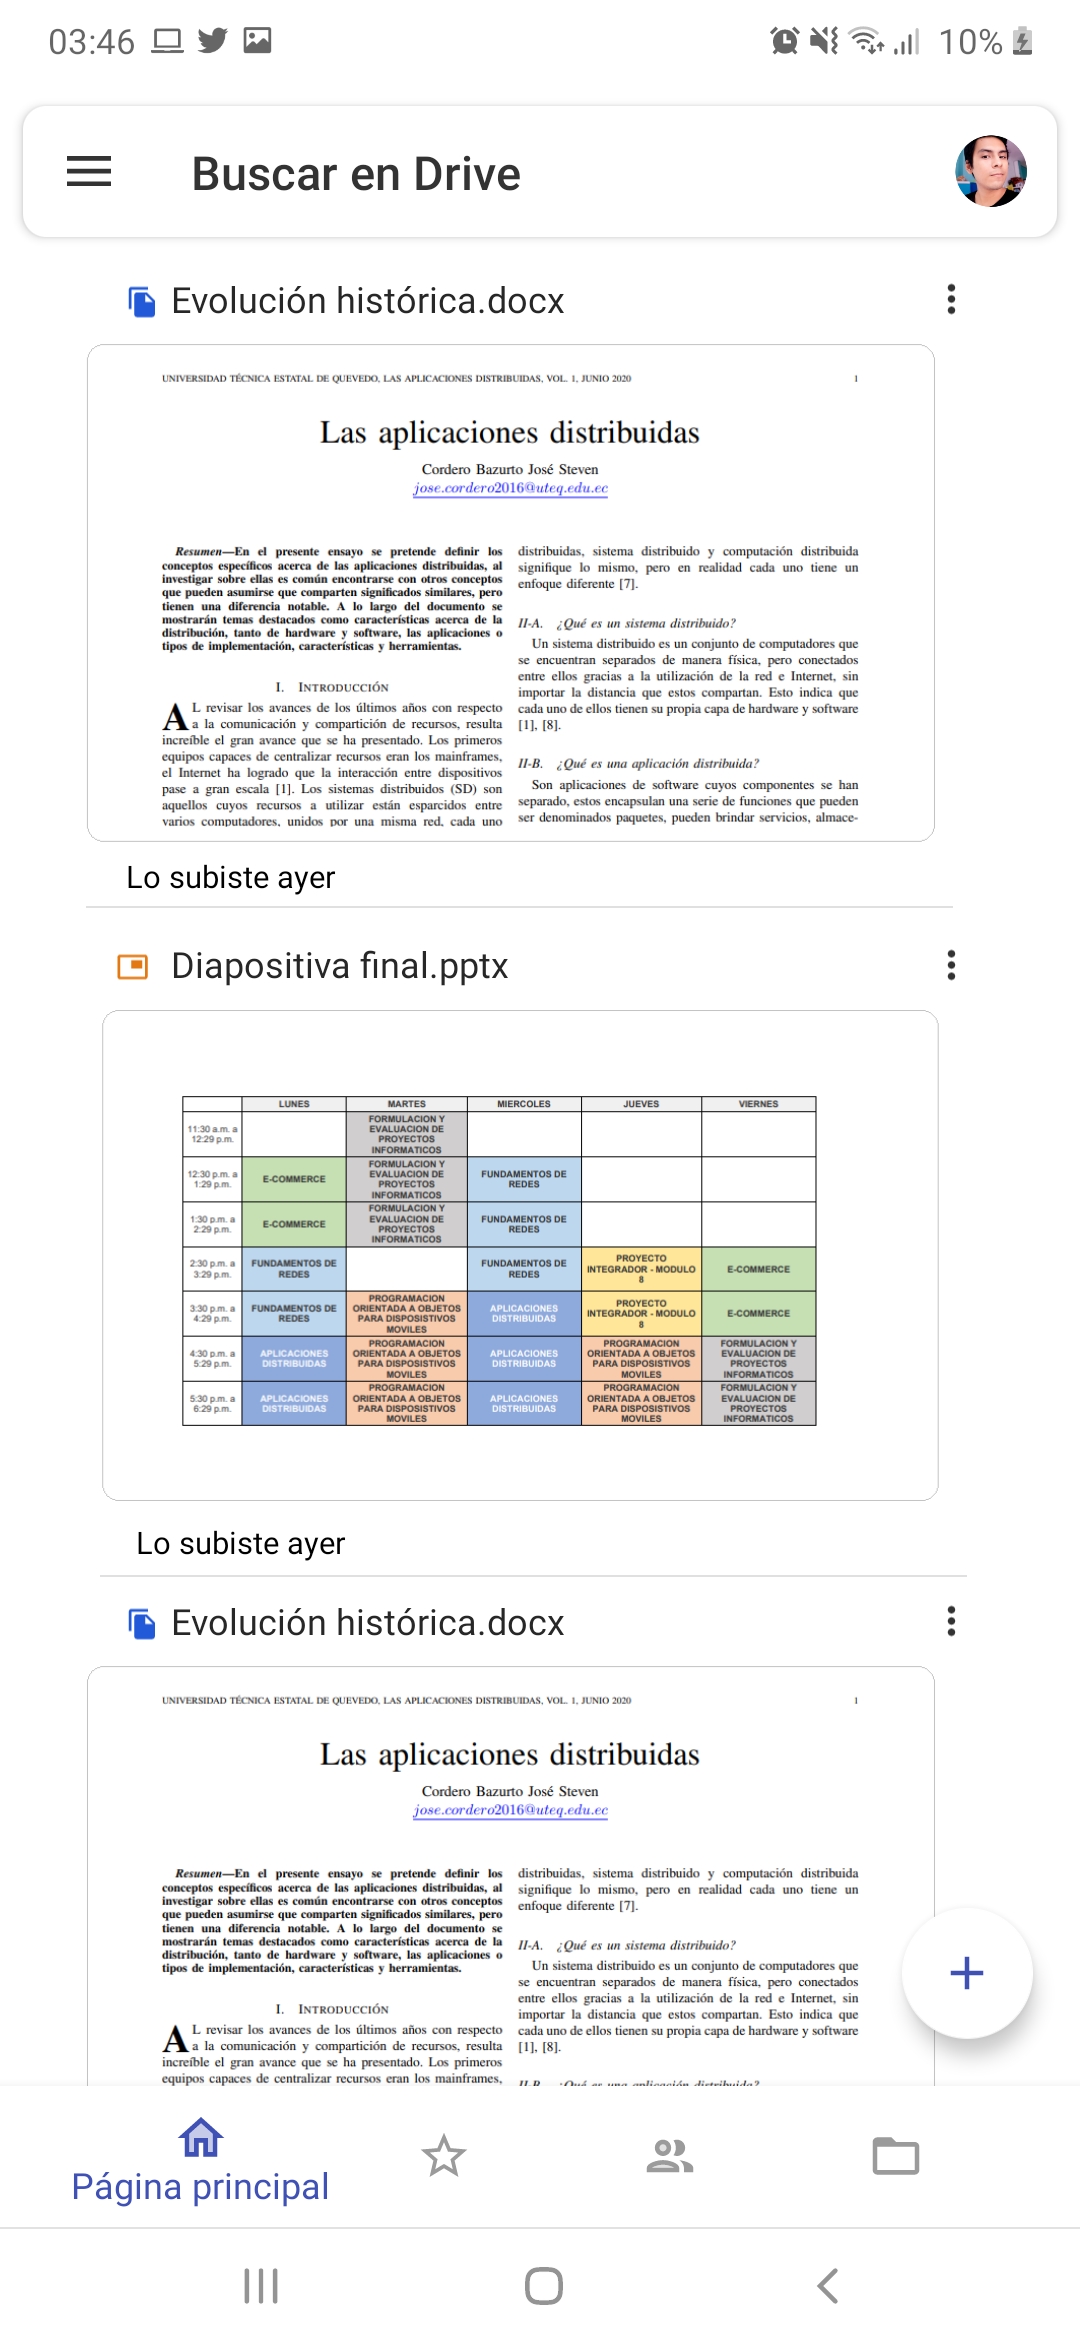 03:46
10%
Buscar en Drive
Evolución histórica.docx
UNIVERSIDAD TÉCNICA ESTATAL DE QUEVEDO, LAS APLICACIONES DISTRIBUIDAS, VOL. 1, JUNIO 2020
1
Las aplicaciones distribuidas
Cordero Bazurto José Steven
jose.cordero2016@uteq.edu.ec
Resumen—En el presente ensayo se pretende definir los
conceptos específicos acerca de las aplicaciones distribuidas, al
investigar sobre ellas es común encontrarse con otros conceptos
que pueden asumirse que comparten significados similares, pero
tienen una diferencia notable. A lo largo del documento se
mostrarán temas destacados como características acerca de la
distribución, tanto de hardware y software, las aplicaciones o
tipos de implementación, características y herramientas.
I. INTRODUCCIÓN
AL revisar los avances de los últimos años con respecto
a la comunicación y compartición de recursos, resulta
increíble el gran avance que se ha presentado. Los primeros
equipos capaces de centralizar recursos eran los mainframes,
el Internet ha logrado que la interacción entre dispositivos
pase a gran escala [1]. Los sistemas distribuidos (SD) son
aquellos cuyos recursos a utilizar están esparcidos entre
varios computadores, unidos por una misma red, cada uno
distribuidas, sistema distribuido y computación distribuida
signifique lo mismo, pero en realidad cada uno tiene un
enfoque diferente [7].
II-A. ¿Qué es un sistema distribuido?
Un sistema distribuido es un conjunto de computadores que
se encuentran separados de manera física, pero conectados
entre ellos gracias a la utilización de la red e Internet, sin
importar la distancia que estos compartan. Esto indica que
cada uno de ellos tienen su propia capa de hardware y software
[1], [8].
II-B. ¿Qué es una aplicación distribuida?
Son aplicaciones de software cuyos componentes se han
separado, estos encapsulan una serie de funciones que pueden
ser denominados paquetes, pueden brindar servicios, almace-
Lo subiste ayer
Diapositiva final.pptx
LUNES MARTES MIERCOLES JUEVES VIERNES
11:30 a.m. a
12:29 p.m.
FORMULACION Y
EVALUACION DE
PROYECTOS
INFORMATICOS
12:30 p.m. a
1:29 p.m.
E-COMMERCE
FORMULACION Y
EVALUACION DE
PROYECTOS
INFORMATICOS
FUNDAMENTOS DE
REDES
1:30 p.m. a
2:29 p.m.
E-COMMERCE
FORMULACION Y
EVALUACION DE
PROYECTOS
INFORMATICOS
FUNDAMENTOS DE
REDES
2:30 p.m. a
3:29 p.m.
FUNDAMENTOS DE
REDES
FUNDAMENTOS DE
REDES
PROYECTO
INTEGRADOR - MODULO
8
E-COMMERCE
3:30 p.m. a
4:29 p.m.
FUNDAMENTOS DE
REDES
PROGRAMACION
ORIENTADA A OBJETOS
PARA DISPOSISTIVOS
MOVILES
APLICACIONES
DISTRIBUIDAS
PROYECTO
INTEGRADOR - MODULO
8
E-COMMERCE
4:30 p.m. a
5:29 p.m.
APLICACIONES
DISTRIBUIDAS
PROGRAMACION
ORIENTADA A OBJETOS
PARA DISPOSISTIVOS
MOVILES
APLICACIONES
DISTRIBUIDAS
PROGRAMACION
ORIENTADA A OBJETOS
PARA DISPOSISTIVOS
MOVILES
FORMULACION Y
EVALUACION DE
PROYECTOS
INFORMATICOS
5:30 p.m. a
6:29 p.m.
APLICACIONES
DISTRIBUIDAS
PROGRAMACION
ORIENTADA A OBJETOS
PARA DISPOSISTIVOS
MOVILES
APLICACIONES
DISTRIBUIDAS
PROGRAMACION
ORIENTADA A OBJETOS
PARA DISPOSISTIVOS
MOVILES
FORMULACION Y
EVALUACION DE
PROYECTOS
INFORMATICOS
Lo subiste ayer
Evolución histórica.docx
UNIVERSIDAD TÉCNICA ESTATAL DE QUEVEDO, LAS APLICACIONES DISTRIBUIDAS, VOL. 1, JUNIO 2020
1
Las aplicaciones distribuidas
Cordero Bazurto José Steven
jose.cordero2016@uteq.edu.ec
Resumen—En el presente ensayo se pretende definir los
conceptos específicos acerca de las aplicaciones distribuidas, al
investigar sobre ellas es común encontrarse con otros conceptos
que pueden asumirse que comparten significados similares, pero
tienen una diferencia notable. A lo largo del documento se
mostrarán temas destacados como características acerca de la
distribución, tanto de hardware y software, las aplicaciones o
tipos de implementación, características y herramientas.
I. INTRODUCCIÓN
AL revisar los avances de los últimos años con respecto
a la comunicación y compartición de recursos, resulta
increíble el gran avance que se ha presentado. Los primeros
equipos capaces de centralizar recursos eran los mainframes,
distribuidas, sistema distribuido y computación distribuida
signifique lo mismo, pero en realidad cada uno tiene un
enfoque diferente [7].
II-A. ¿Qué es un sistema distribuido?
Un sistema distribuido es un conjunto de computadores que
se encuentran separados de manera física, pero conectados
entre ellos gracias a la utilización de la red e Internet, sin
importar la distancia que estos compartan. Esto indica que
cada uno de ellos tienen su propia capa de hardware y software
[1], [8].
II-B. ¿Qué es una aplicación distribuida?
Página principal